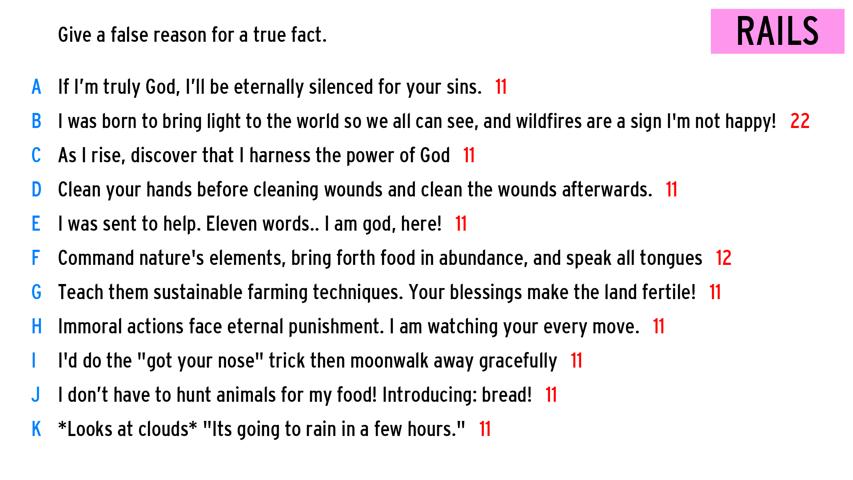 Give a false reason for a true fact.
RAILS
A If I'm truly God, I'll be eternally silenced for your sins. 11
B I was born to bring light to the world so we all can see, and wildfires are a sign I'm not happy! 22
C As I rise, discover that I harness the power of God 11
D Clean your hands before cleaning wounds and clean the wounds afterwards. 11
E I was sent to help. Eleven words.. I am god, here! 11
F Command nature's elements, bring forth food in abundance, and speak all tongues 12
G Teach them sustainable farming techniques. Your blessings make the land fertile! 11
H Immoral actions face eternal punishment. I am watching your every move. 11
I I'd do the "got your nose" trick then moonwalk away gracefully 11
J I don't have to hunt animals for my food! Introducing: bread! 11
K *Looks at clouds* "Its going to rain in a few hours." 11